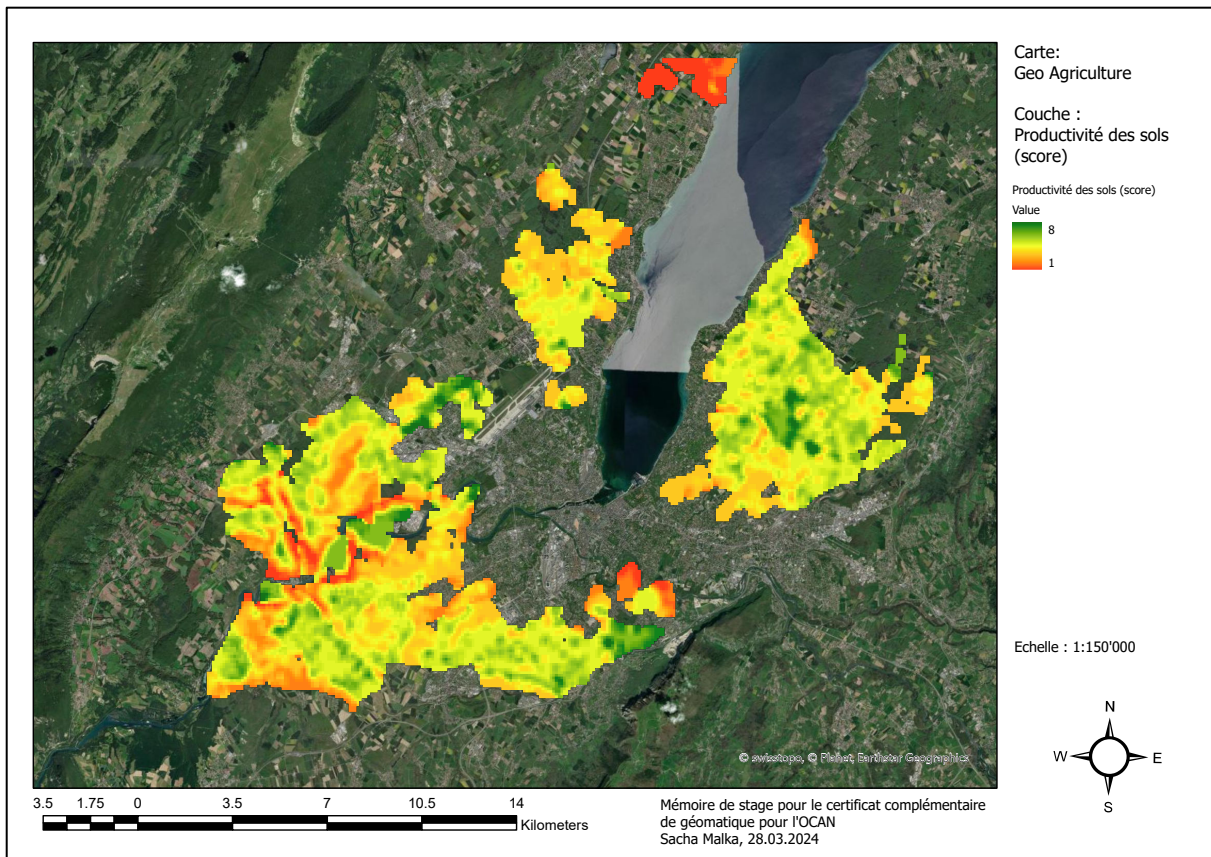 Carte:
Geo Agriculture
Couche :
Productivité des sols
(score)
Productivité des sols (score)
Value
8
1
Echelle : 1:150'000
N
W
E
S
© swisstopo, © Planet, Earthstar Geographics
3.5 1.75 0 3.5 7 10.5 14
Kilometers
Mémoire de stage pour le certificat complémentaire
de géomatique pour l'OCAN
Sacha Malka, 28.03.2024